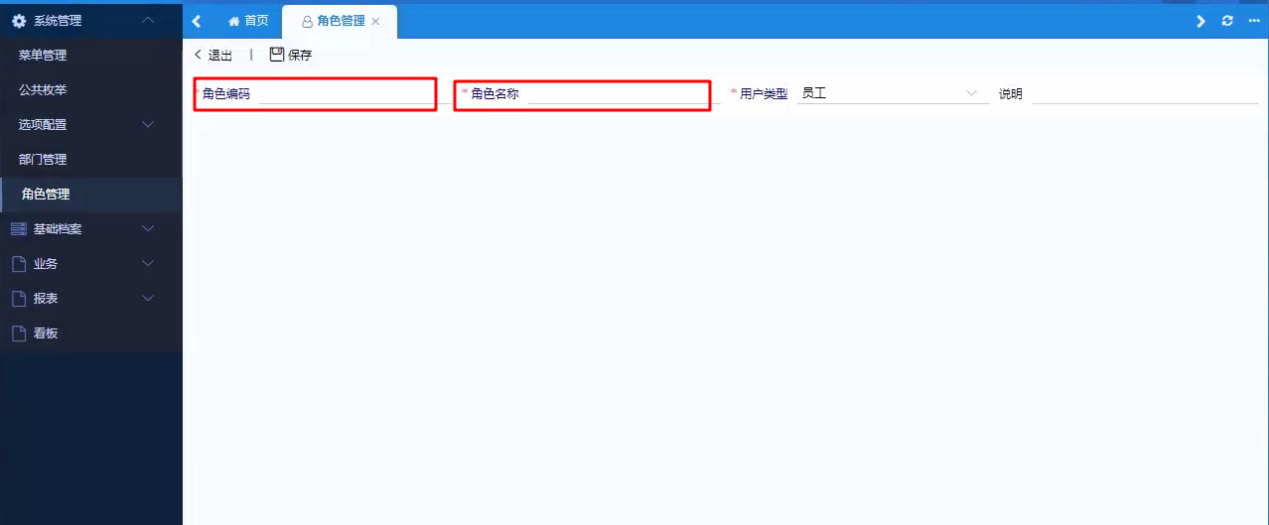 系统管理
首页
角色管理
菜单管理
退出
保存
公共枚举
* 角色编码
* 角色名称
* 用户类型 员工
说明
选项配置
部门管理
角色管理
基础档案
业务
报表
看板